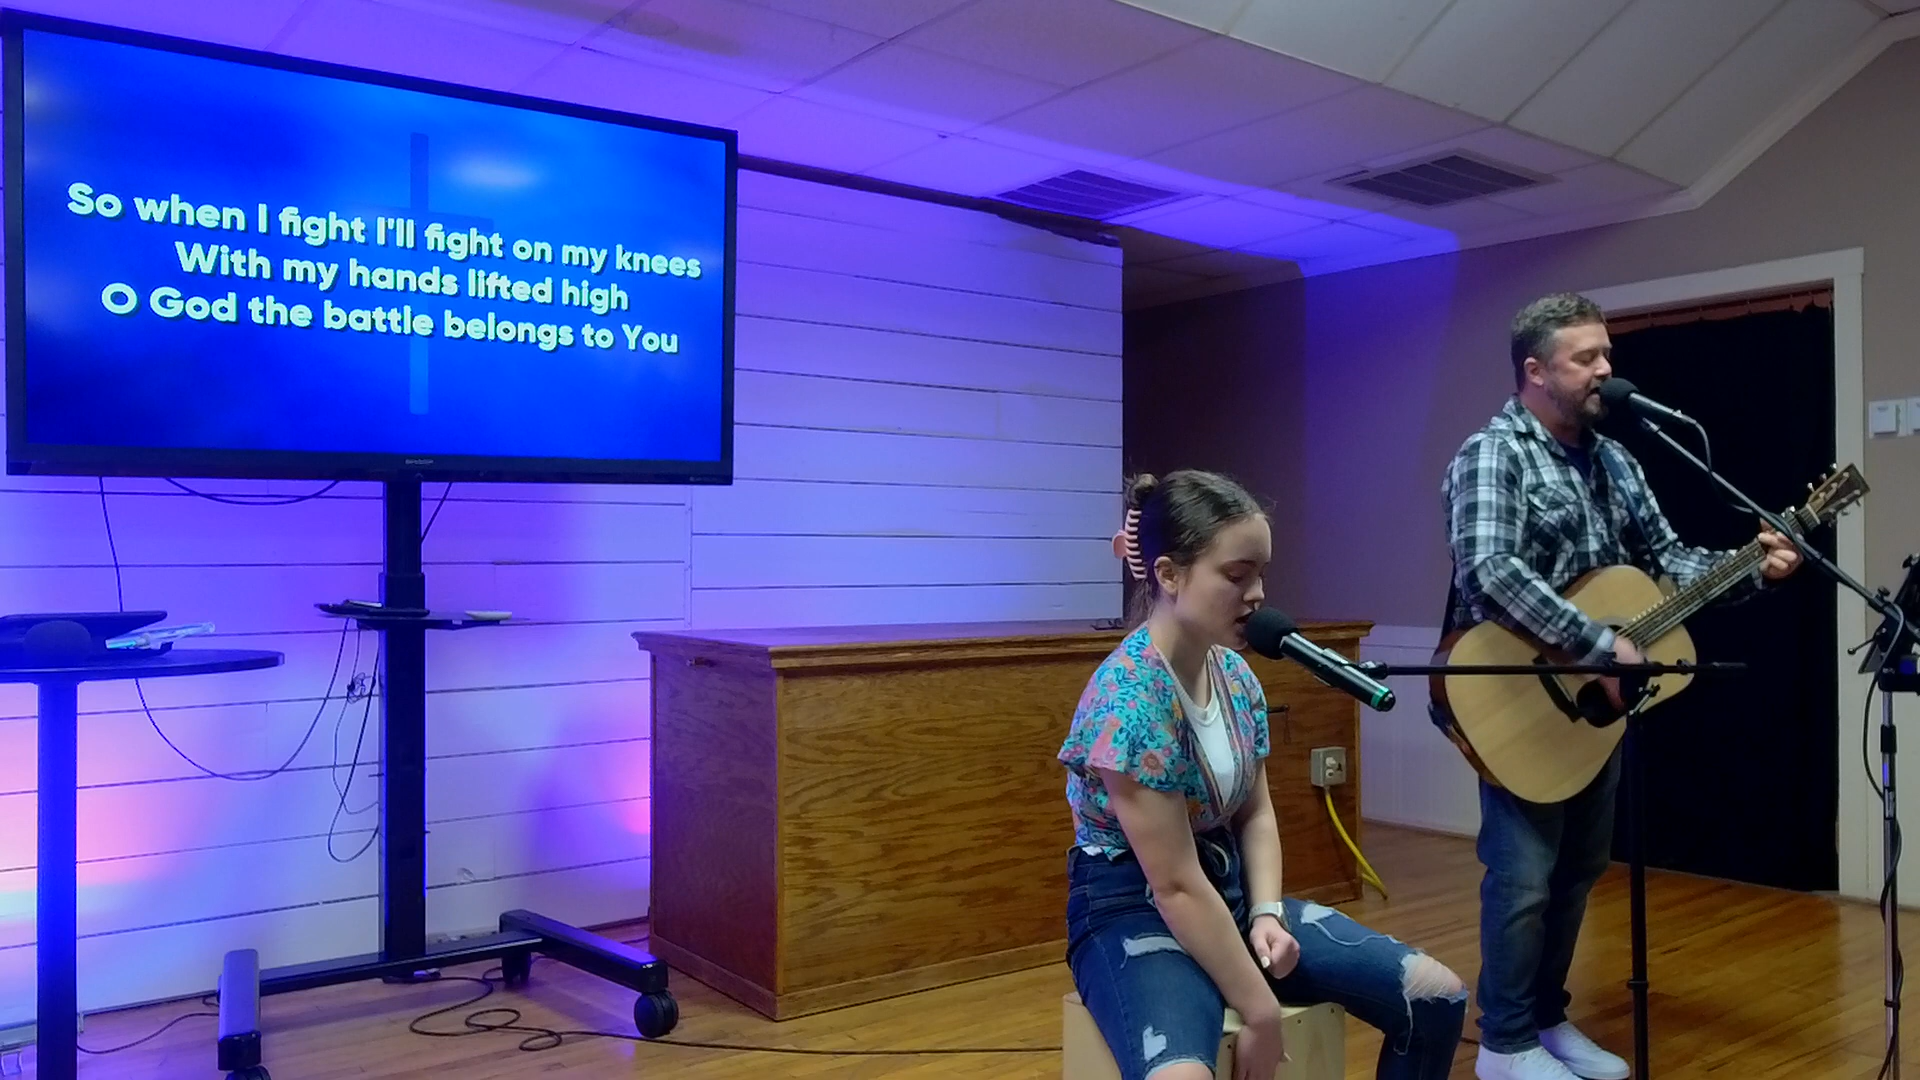 So when I fight I'll fight on my knees
With my hands lifted high
O God the battle belongs to You